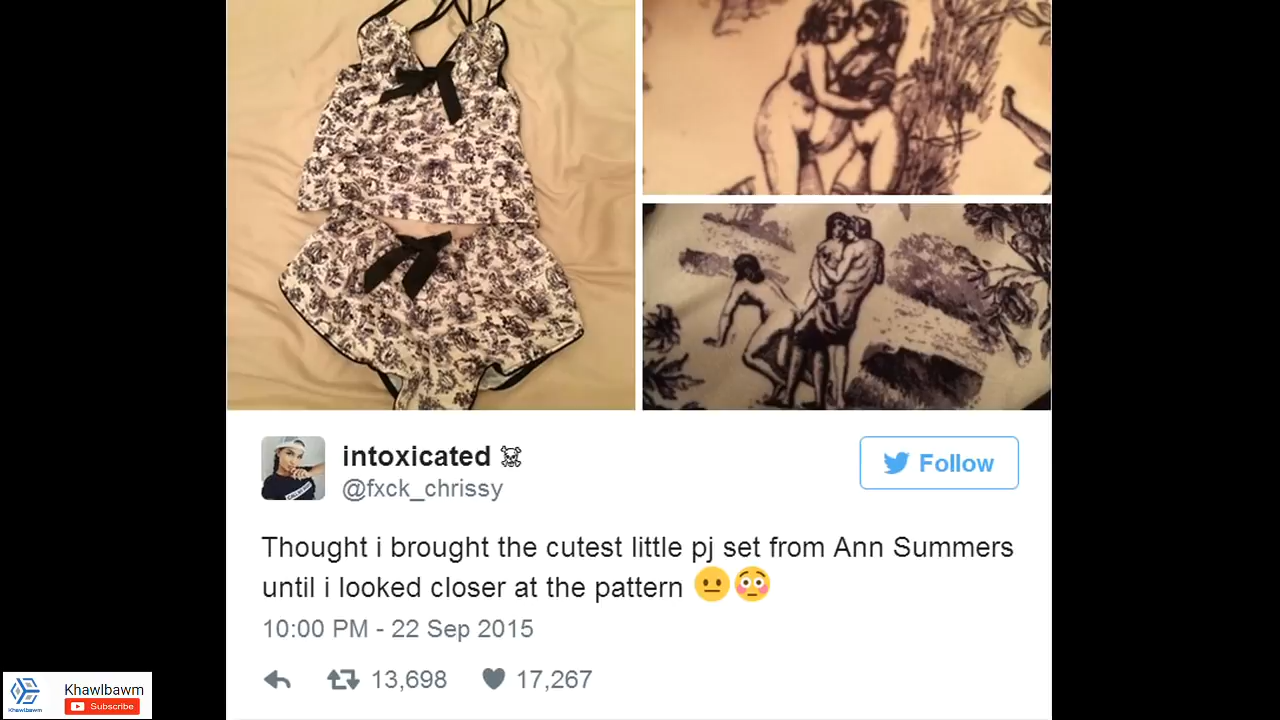 intoxicated ☠
@fxck_chrissy
Follow
Thought i brought the cutest little pj set from Ann Summers
until i looked closer at the pattern 😐😳
10:00 PM - 22 Sep 2015
13,698 17,267
Khawlbawm
Khawlbawm
Subscribe